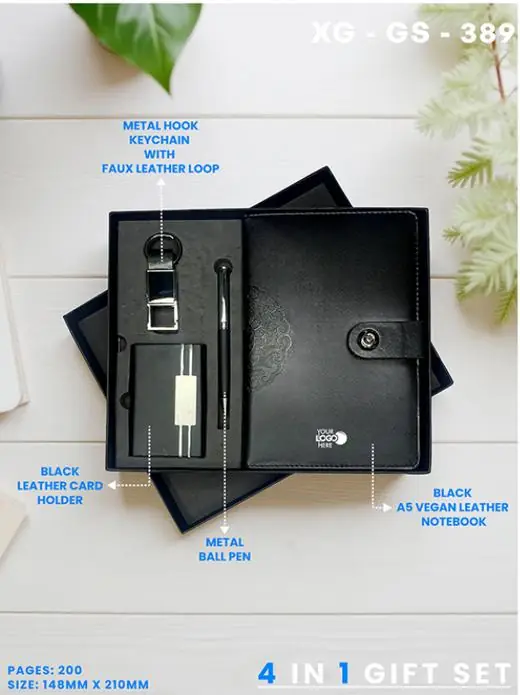 XG - GS - 389
METAL HOOK
KEYCHAIN
WITH
FAUX LEATHER LOOP
YOUR
LOGO
HERE
BLACK
LEATHER CARD
HOLDER
BLACK
A5 VEGAN LEATHER
NOTEBOOK
METAL
BALL PEN
PAGES: 200
SIZE: 148MM X 210MM
4 IN 1 GIFT SET